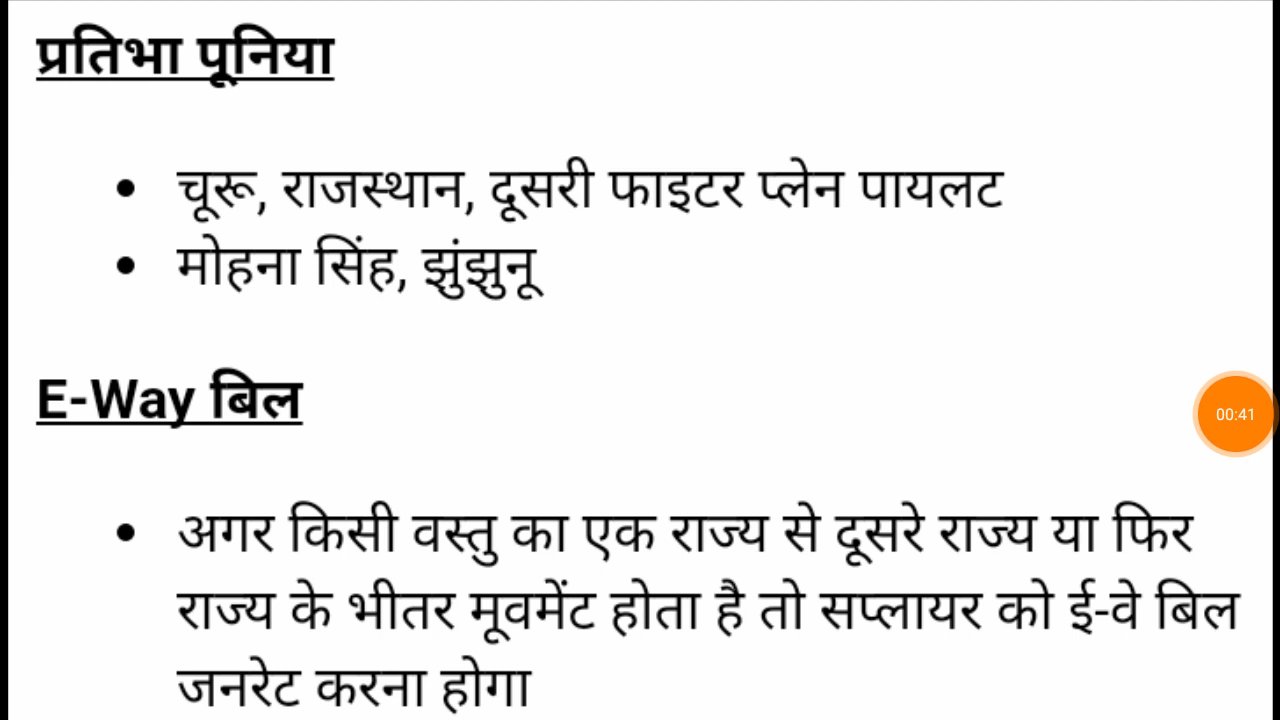 प्रतिभा पूनिया
• चूरू, राजस्थान, दूसरी फाइटर प्लेन पायलट
• मोहना सिंह, झुंझुनू
E-Way बिल
00:41
• अगर किसी वस्तु का एक राज्य से दूसरे राज्य या फिर
राज्य के भीतर मूवमेंट होता है तो सप्लायर को ई-वे बिल
जनरेट करना होगा